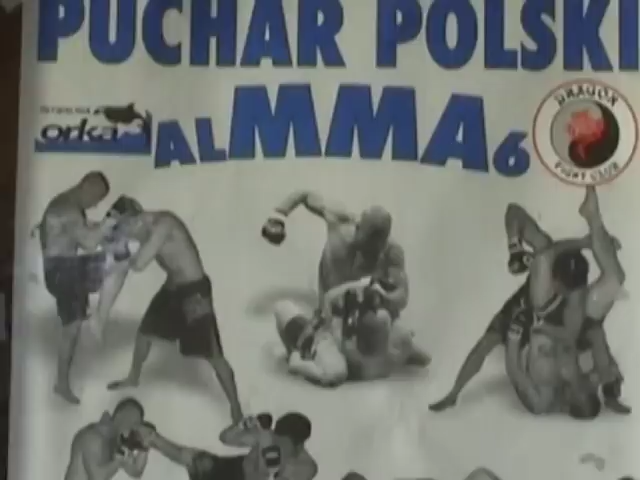 PUCHAR POLSKI
ALMMA6
orka
DRAGON
FIGHT CLUB